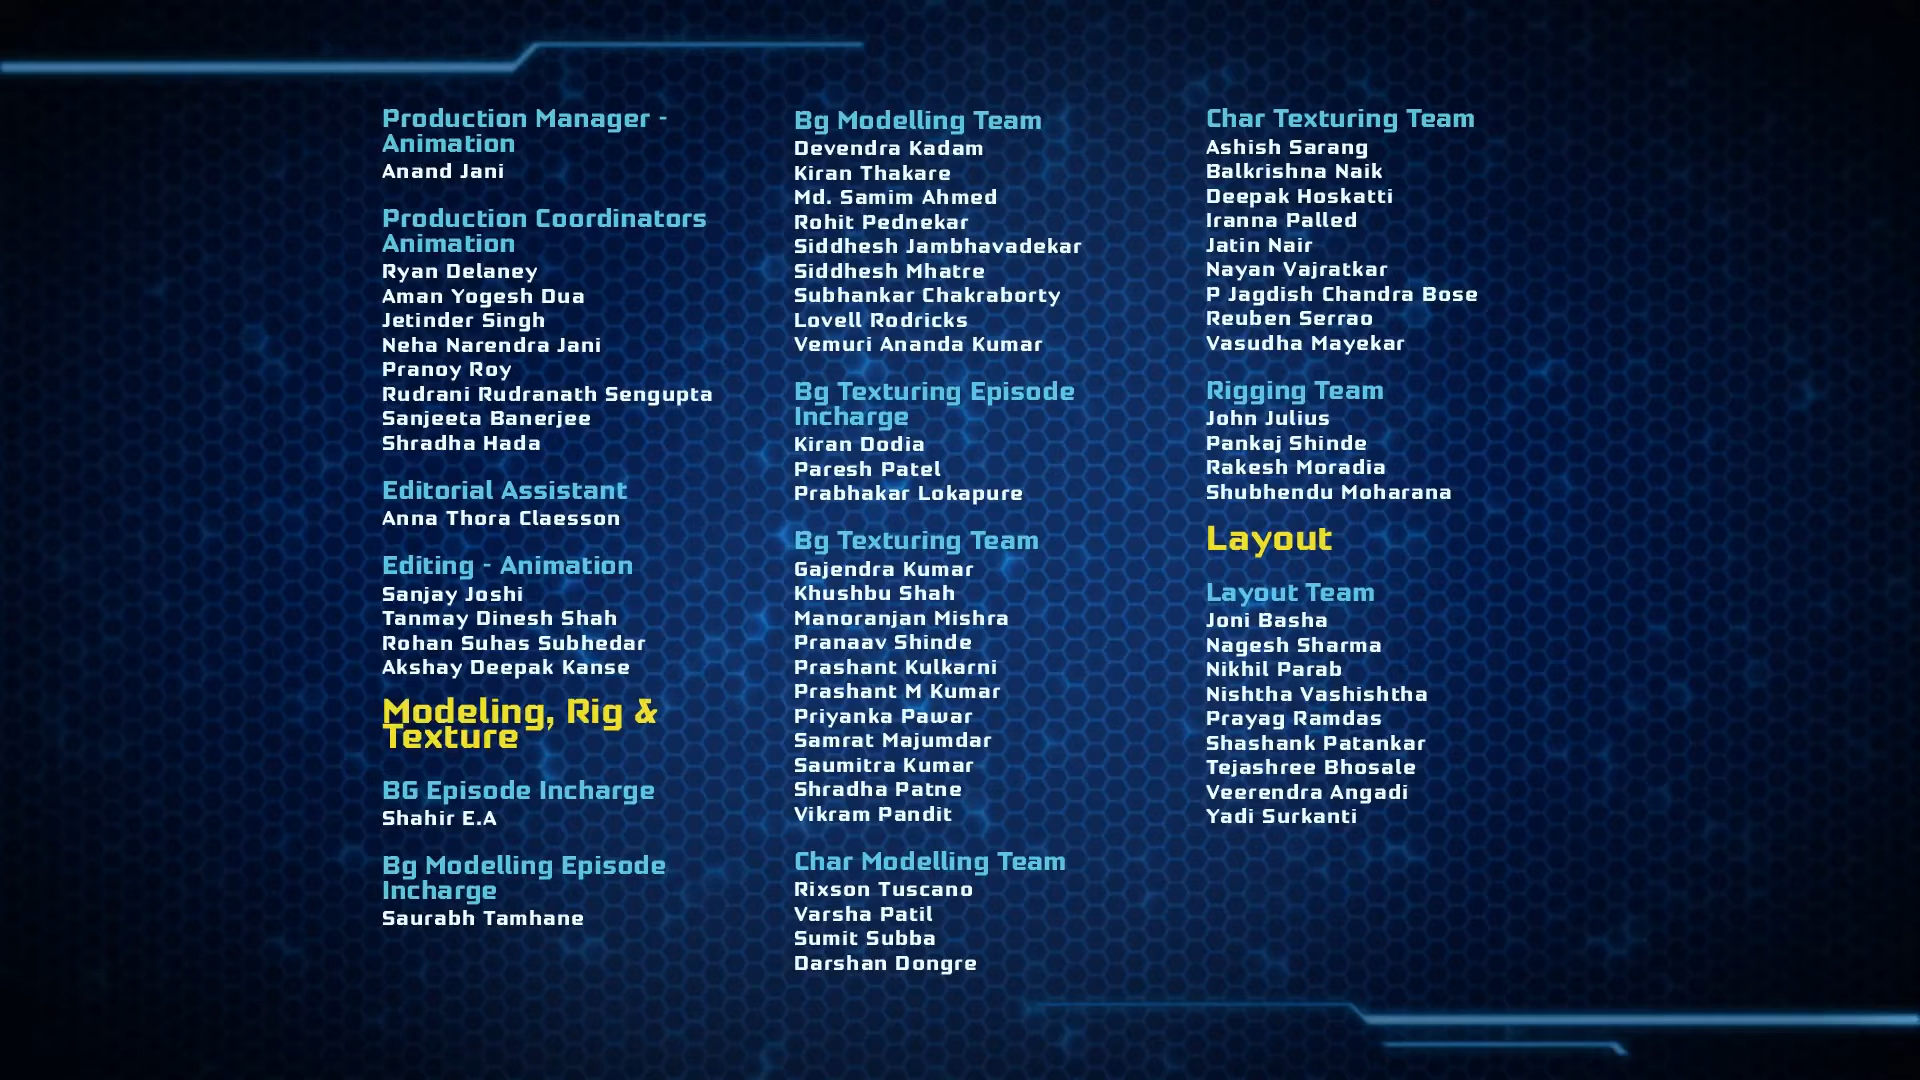 Production Manager -
Animation
Anand Jani
Production Coordinators
Animation
Ryan Delaney
Aman Yogesh Dua
Jetinder Singh
Neha Narendra Jani
Pranoy Roy
Rudrani Rudranath Sengupta
Sanjeeta Banerjee
Shradha Hada
Editorial Assistant
Anna Thora Claesson
Editing - Animation
Sanjay Joshi
Tanmay Dinesh Shah
Rohan Suhas Subhedar
Akshay Deepak Kanse
Modeling, Rig &
Texture
BG Episode Incharge
Shahir E.A
Bg Modelling Episode
Incharge
Saurabh Tamhane
Bg Modelling Team
Devendra Kadam
Kiran Thakare
Md. Samim Ahmed
Rohit Pednekar
Siddhesh Jambhavadekar
Siddhesh Mhatre
Subhankar Chakraborty
Lovell Rodricks
Vemuri Ananda Kumar
Bg Texturing Episode
Incharge
Kiran Dodia
Paresh Patel
Prabhakar Lokapure
Bg Texturing Team
Gajendra Kumar
Khushbu Shah
Manoranjan Mishra
Pranaav Shinde
Prashant Kulkarni
Prashant M Kumar
Priyanka Pawar
Samrat Majumdar
Saumitra Kumar
Shradha Patne
Vikram Pandit
Char Modelling Team
Rixson Tuscano
Varsha Patil
Sumit Subba
Darshan Dongre
Char Texturing Team
Ashish Sarang
Balkrishna Naik
Deepak Hoskatti
Iranna Palled
Jatin Nair
Nayan Vajratkar
P Jagdish Chandra Bose
Reuben Serrao
Vasudha Mayekar
Rigging Team
John Julius
Pankaj Shinde
Rakesh Moradia
Shubhendu Moharana
Layout
Layout Team
Joni Basha
Nagesh Sharma
Nikhil Parab
Nishtha Vashishtha
Prayag Ramdas
Shashank Patankar
Tejashree Bhosale
Veerendra Angadi
Yadi Surkanti